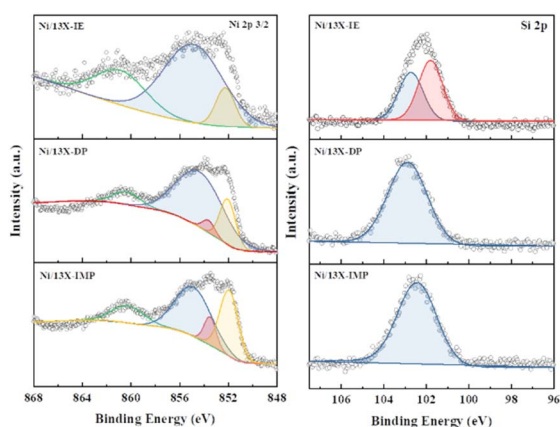 Ni/13X-IE Ni 2p 3/2
Ni/13X-DP
Ni/13X-IMP
Intensity (a.u.)
868 864 860 856 852 848
Binding Energy (eV)
Ni/13X-IE Si 2p
Ni/13X-DP
Ni/13X-IMP
Intensity (a.u.)
106 104 102 100 98 96
Binding Energy (eV)